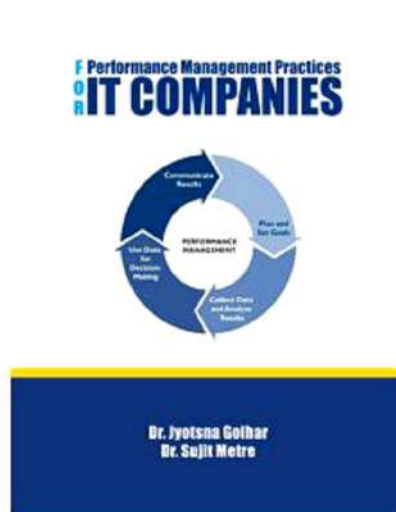 Performance Management Practices
FOR
IT COMPANIES
Communicate
Results
Plan and
Set Goals
PERFORMANCE
MANAGEMENT
Use Data
for
Decision-
Making
Collect Data
and Analyze
Results
Dr. Jyotsna Golhar
Dr. Sujit Metre